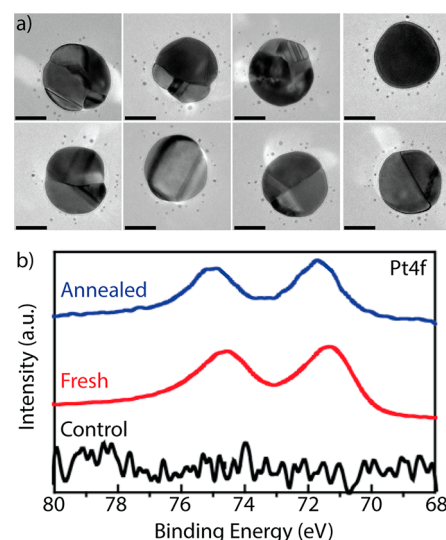 a)
b)
Pt4f
Annealed
Fresh
Control
Intensity (a.u.)
80 78 76 74 72 70 68
Binding Energy (eV)